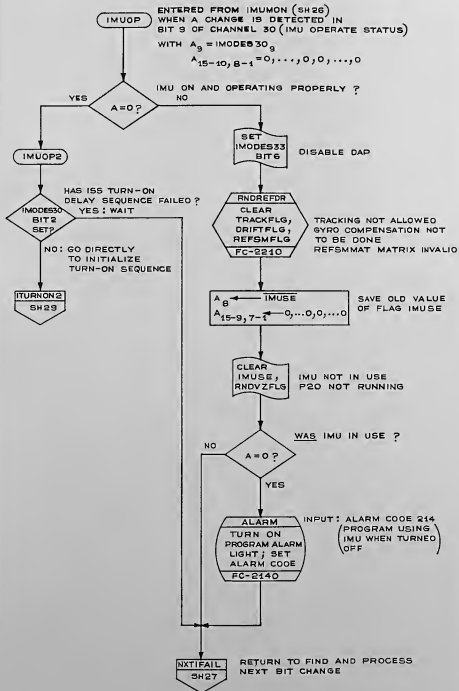 IMUOP
ENTERED FROM IMUMON (SH26)
WHEN A CHANGE IS DETECTED IN
BIT 9 OF CHANNEL 30 (IMU OPERATE STATUS)
WITH A9 = IMODES30 9
A15-10, 8-1 = 0,...,0,0,...,0
IMU ON AND OPERATING PROPERLY ?
YES
A=0?
NO
IMUOP2
SET
IMODES33
BIT6
DISABLE DAP
HAS ISS TURN-ON
DELAY SEQUENCE FAILED?
YES: WAIT
IMODES30
BIT2
SET?
NO: GO DIRECTLY
TO INITIALIZE
TURN-ON SEQUENCE
ITURNON2
SH29
RNDREFDR
CLEAR
TRACKFLG,
DRIFTFLG,
REFSMFLG
FC-2210
TRACKING NOT ALLOWED
GYRO COMPENSATION NOT
TO BE DONE
REFSMMAT MATRIX INVALID
A8 ← IMUSE
A15-9, 7-1 ← 0,...0,0,...,0
SAVE OLD VALUE
OF FLAG IMUSE
CLEAR
IMUSE,
RNDVZFLG
IMU NOT IN USE
P20 NOT RUNNING
WAS IMU IN USE ?
NO
A=0?
YES
ALARM
TURN ON
PROGRAM ALARM
LIGHT; SET
ALARM CODE
FC-2140
INPUT: ALARM CODE 214
(PROGRAM USING
IMU WHEN TURNED
OFF)
NXTIFAIL
SH27
RETURN TO FIND AND PROCESS
NEXT BIT CHANGE